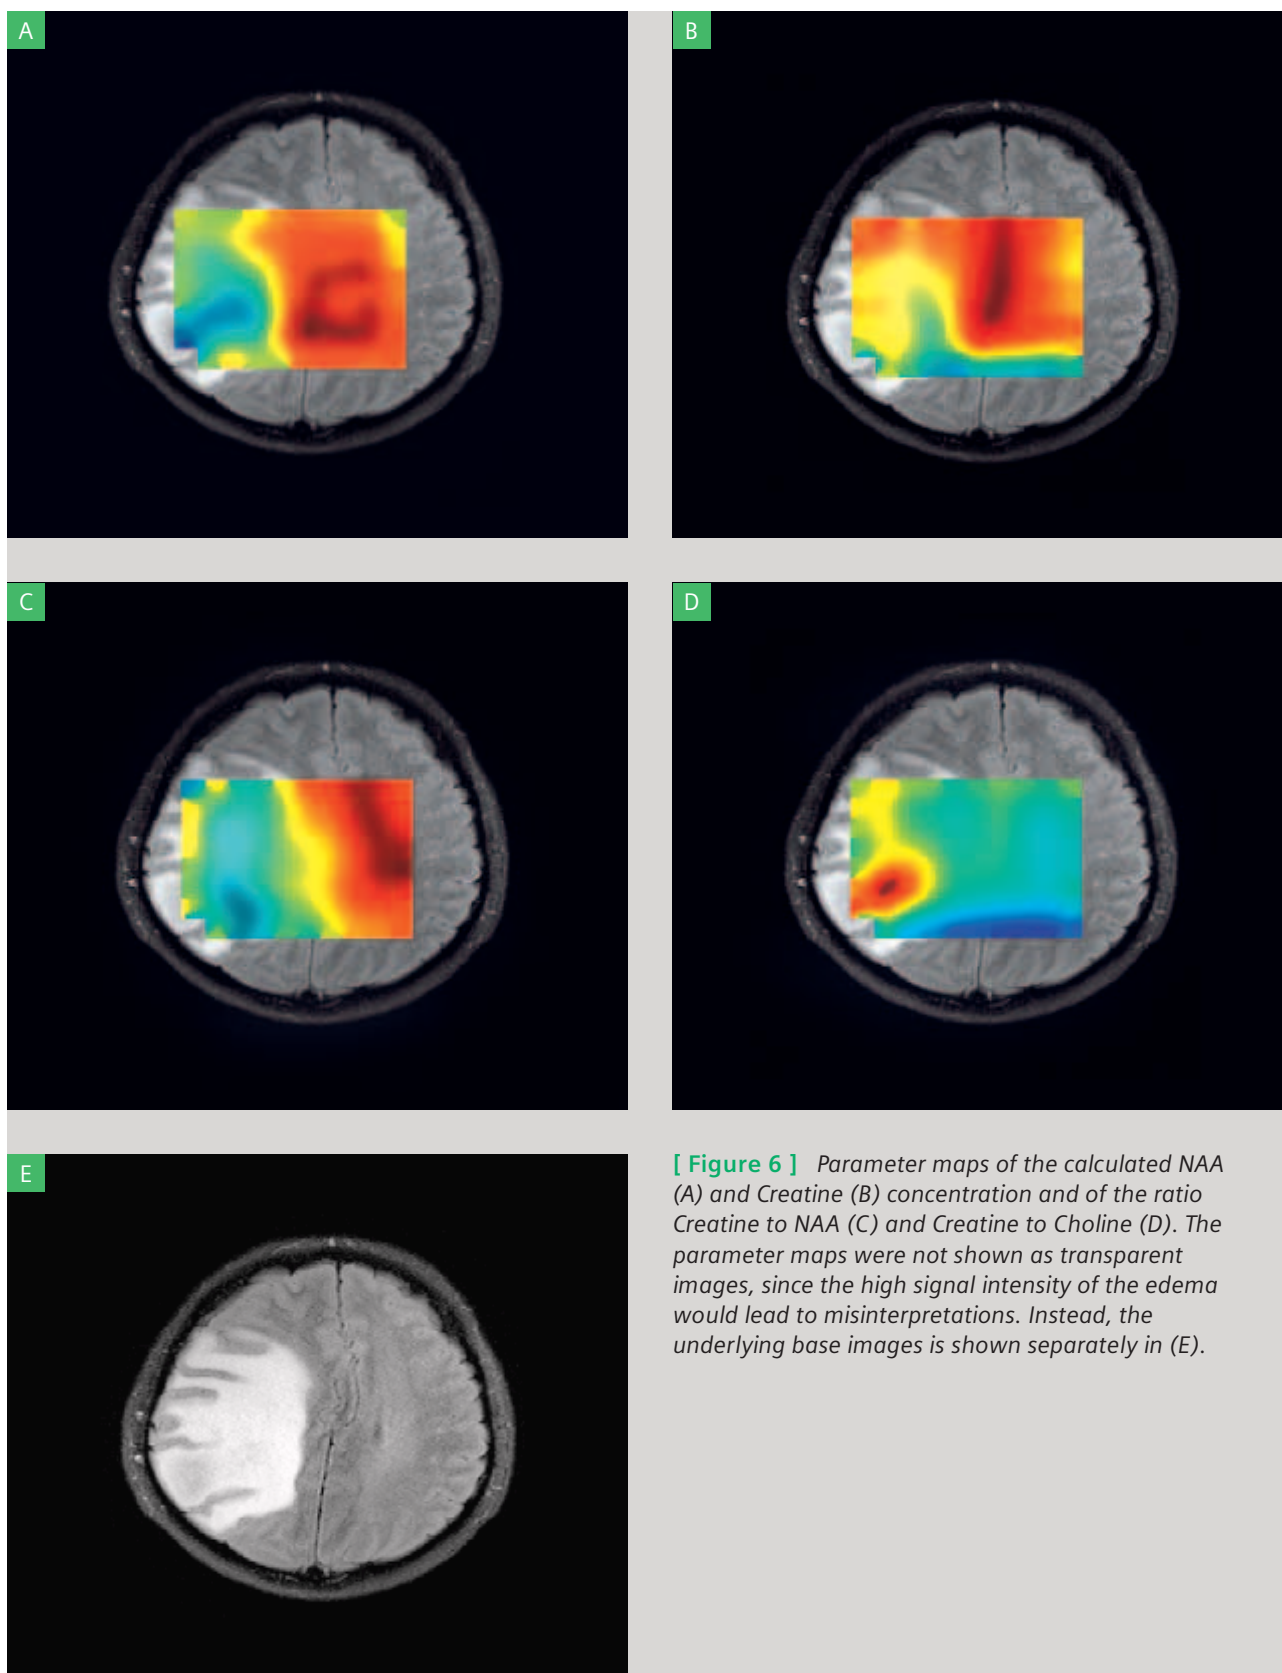 A
B
C
D
E
[ Figure 6 ] Parameter maps of the calculated NAA
(A) and Creatine (B) concentration and of the ratio
Creatine to NAA (C) and Creatine to Choline (D). The
parameter maps were not shown as transparent
images, since the high signal intensity of the edema
would lead to misinterpretations. Instead, the
underlying base images is shown separately in (E).